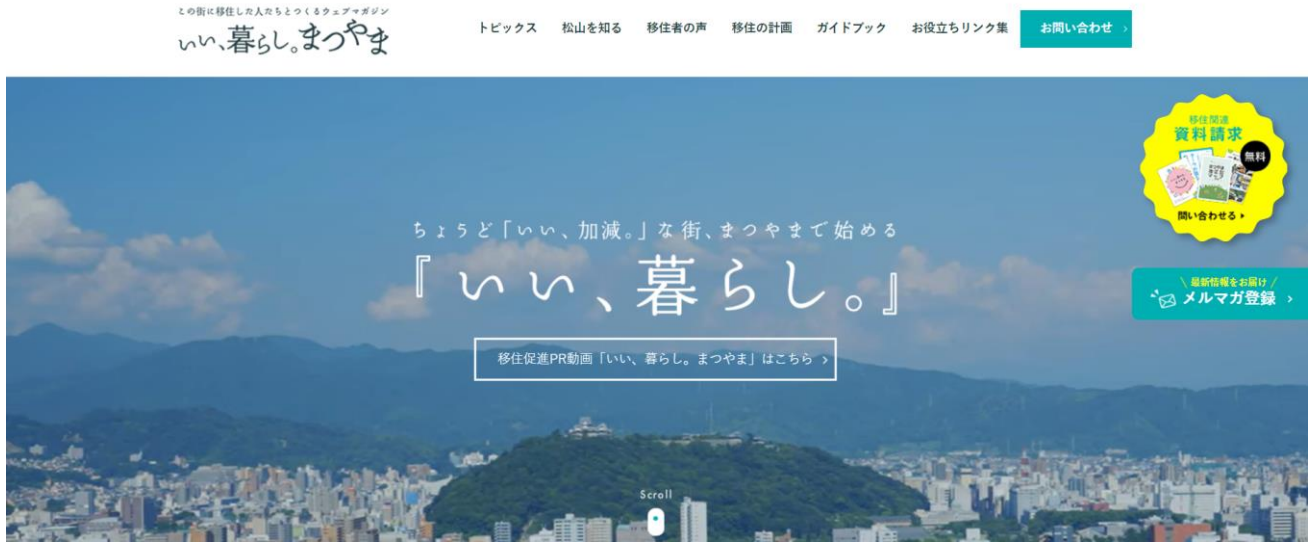 この街に移住した人たちとつくるウェブマガジン
いい、暮らし。まつやま
トピックス
松山を知る
移住者の声
移住の計画
ガイドブック
お役立ちリンク集
お問い合わせ
移住関連
資料請求
無料
問い合わせる
ちょうど「いい、加減。」な街、まつやまで始める
『いい、暮らし。』
最新情報をお届け
メルマガ登録
移住促進PR動画「いい、暮らし。まつやま」はこちら
Scroll